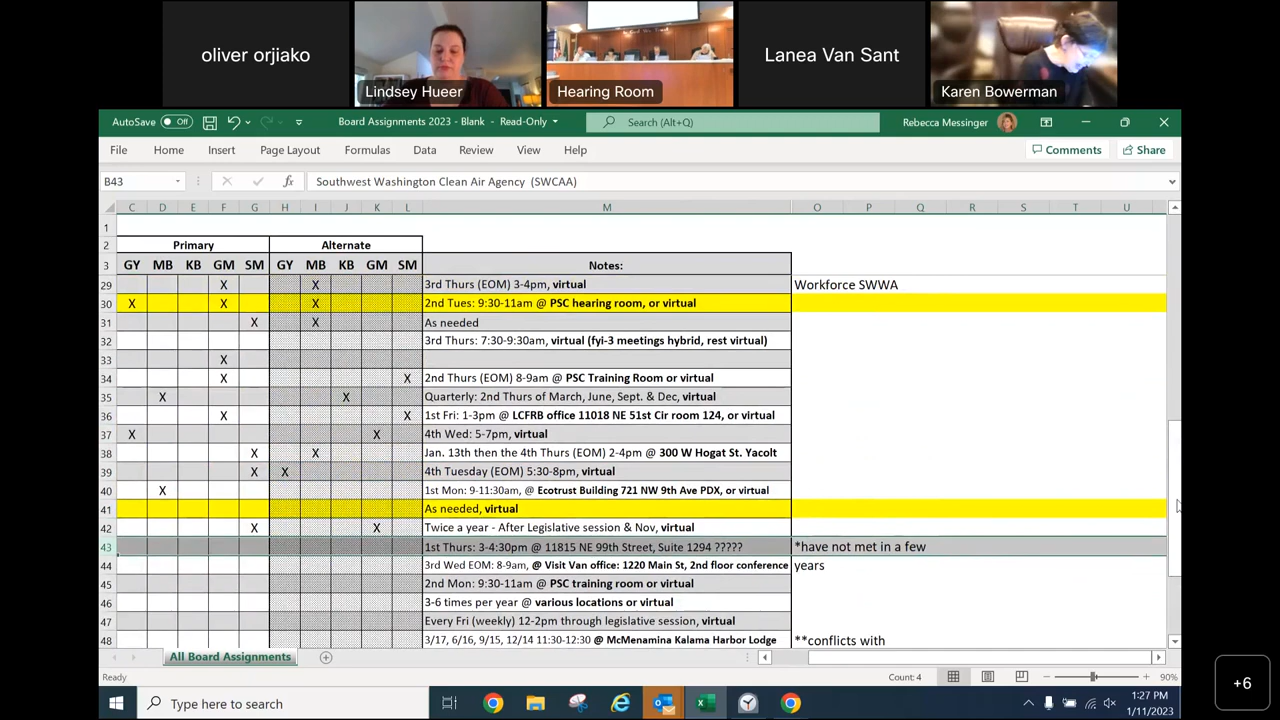 oliver orjiako
Lindsey Hueer
Hearing Room
Lanea Van Sant
Karen Bowerman
AutoSave Off
Board Assignments 2023 - Blank - Read-Only
Search (Alt+Q)
Rebecca Messinger
File Home Insert Page Layout Formulas Data Review View Help
Comments Share
B43 fx Southwest Washington Clean Air Agency (SWCAA)
C D E F G H I J K L M O P Q R S T U
1
2 Primary Alternate
3 GY MB KB GM SM GY MB KB GM SM Notes:
29 X X 3rd Thurs (EOM) 3-4pm, virtual Workforce SWWA
30 X X X 2nd Tues: 9:30-11am @ PSC hearing room, or virtual
31 X X As needed
32 3rd Thurs: 7:30-9:30am, virtual (fyi-3 meetings hybrid, rest virtual)
33 X
34 X X 2nd Thurs (EOM) 8-9am @ PSC Training Room or virtual
35 X X Quarterly: 2nd Thurs of March, June, Sept. & Dec, virtual
36 X X 1st Fri: 1-3pm @ LCFRB office 11018 NE 51st Cir room 124, or virtual
37 X X 4th Wed: 5-7pm, virtual
38 X X Jan. 13th then the 4th Thurs (EOM) 2-4pm @ 300 W Hogat St. Yacolt
39 X X 4th Tuesday (EOM) 5:30-8pm, virtual
40 X 1st Mon: 9-11:30am, @ Ecotrust Building 721 NW 9th Ave PDX, or virtual
41 As needed, virtual
42 X X Twice a year - After Legislative session & Nov, virtual
43 1st Thurs: 3-4:30pm @ 11815 NE 99th Street, Suite 1294 ????? *have not met in a few
44 3rd Wed EOM: 8-9am, @ Visit Van office: 1220 Main St, 2nd floor conference years
45 2nd Mon: 9:30-11am @ PSC training room or virtual
46 3-6 times per year @ various locations or virtual
47 Every Fri (weekly) 12-2pm through legislative session, virtual
48 3/17, 6/16, 9/15, 12/14 11:30-12:30 @ McMenamina Kalama Harbor Lodge **conflicts with
All Board Assignments
Ready Count: 4 90%
Type here to search
1:27 PM
1/11/2023
+6